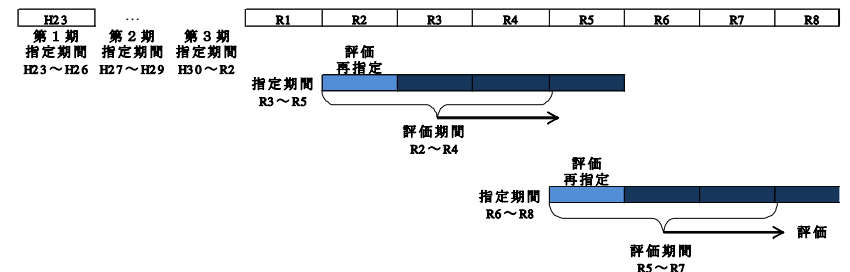 H23 … R1 R2 R3 R4 R5 R6 R7 R8
第1期 第2期 第3期
指定期間 指定期間 指定期間
H23～H26 H27～H29 H30～R2
評価
再指定
指定期間
R3～R5
評価期間
R2～R4
評価
再指定
指定期間
R6～R8
評価
評価期間
R5～R7